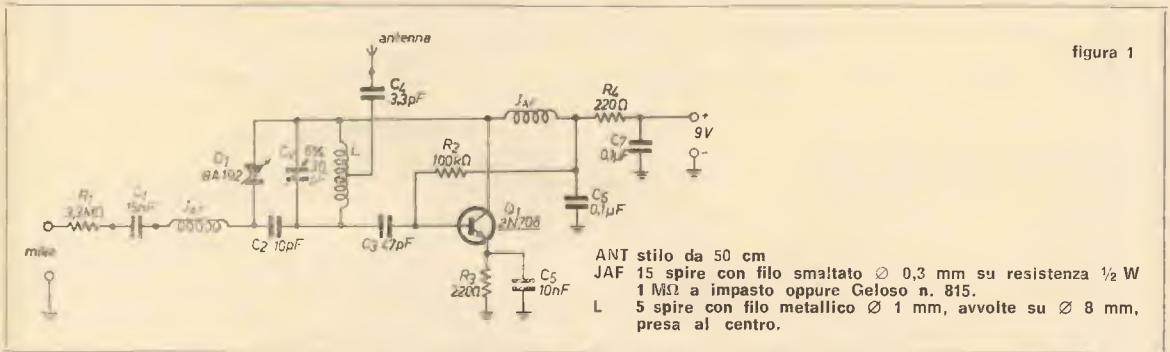 figura 1
antenna
C4
3,3pF
JAF
R4
220Ω
+
9V
-
C7
0,1µF
R2
100kΩ
C6
0,1µF
D1
BA102
L
R1
3,3MΩ
C1
JAF
C2 10pF
C3 47pF
Q1
2N708
R3
220Ω
C5
10nF
ANT stilo da 50 cm
JAF 15 spire con filo smaltato ∅ 0,3 mm su resistenza ½ W
1 MΩ a impasto oppure Geloso n. 815.
L 5 spire con filo metallico ∅ 1 mm, avvolte su ∅ 8 mm,
presa al centro.